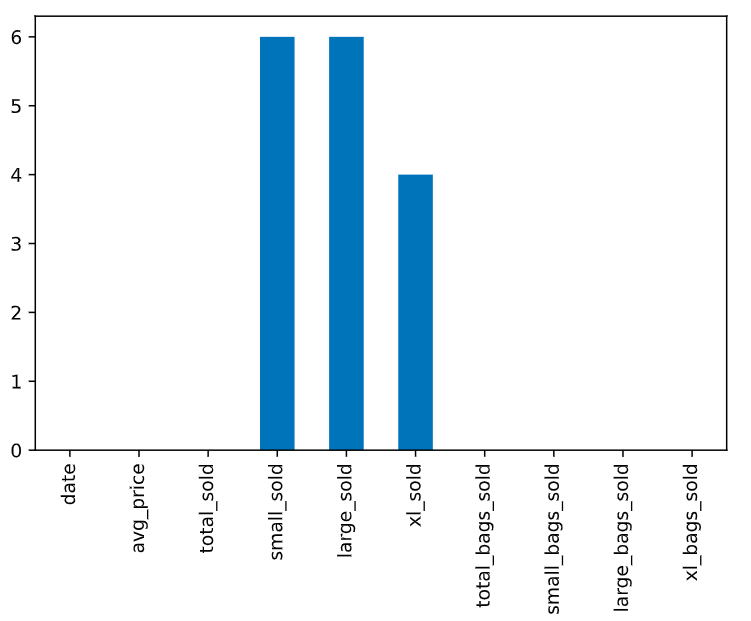 6
5
4
3
2
1
0
date
avg_price
total_sold
small_sold
large_sold
xl_sold
total_bags_sold
small_bags_sold
large_bags_sold
xl_bags_sold